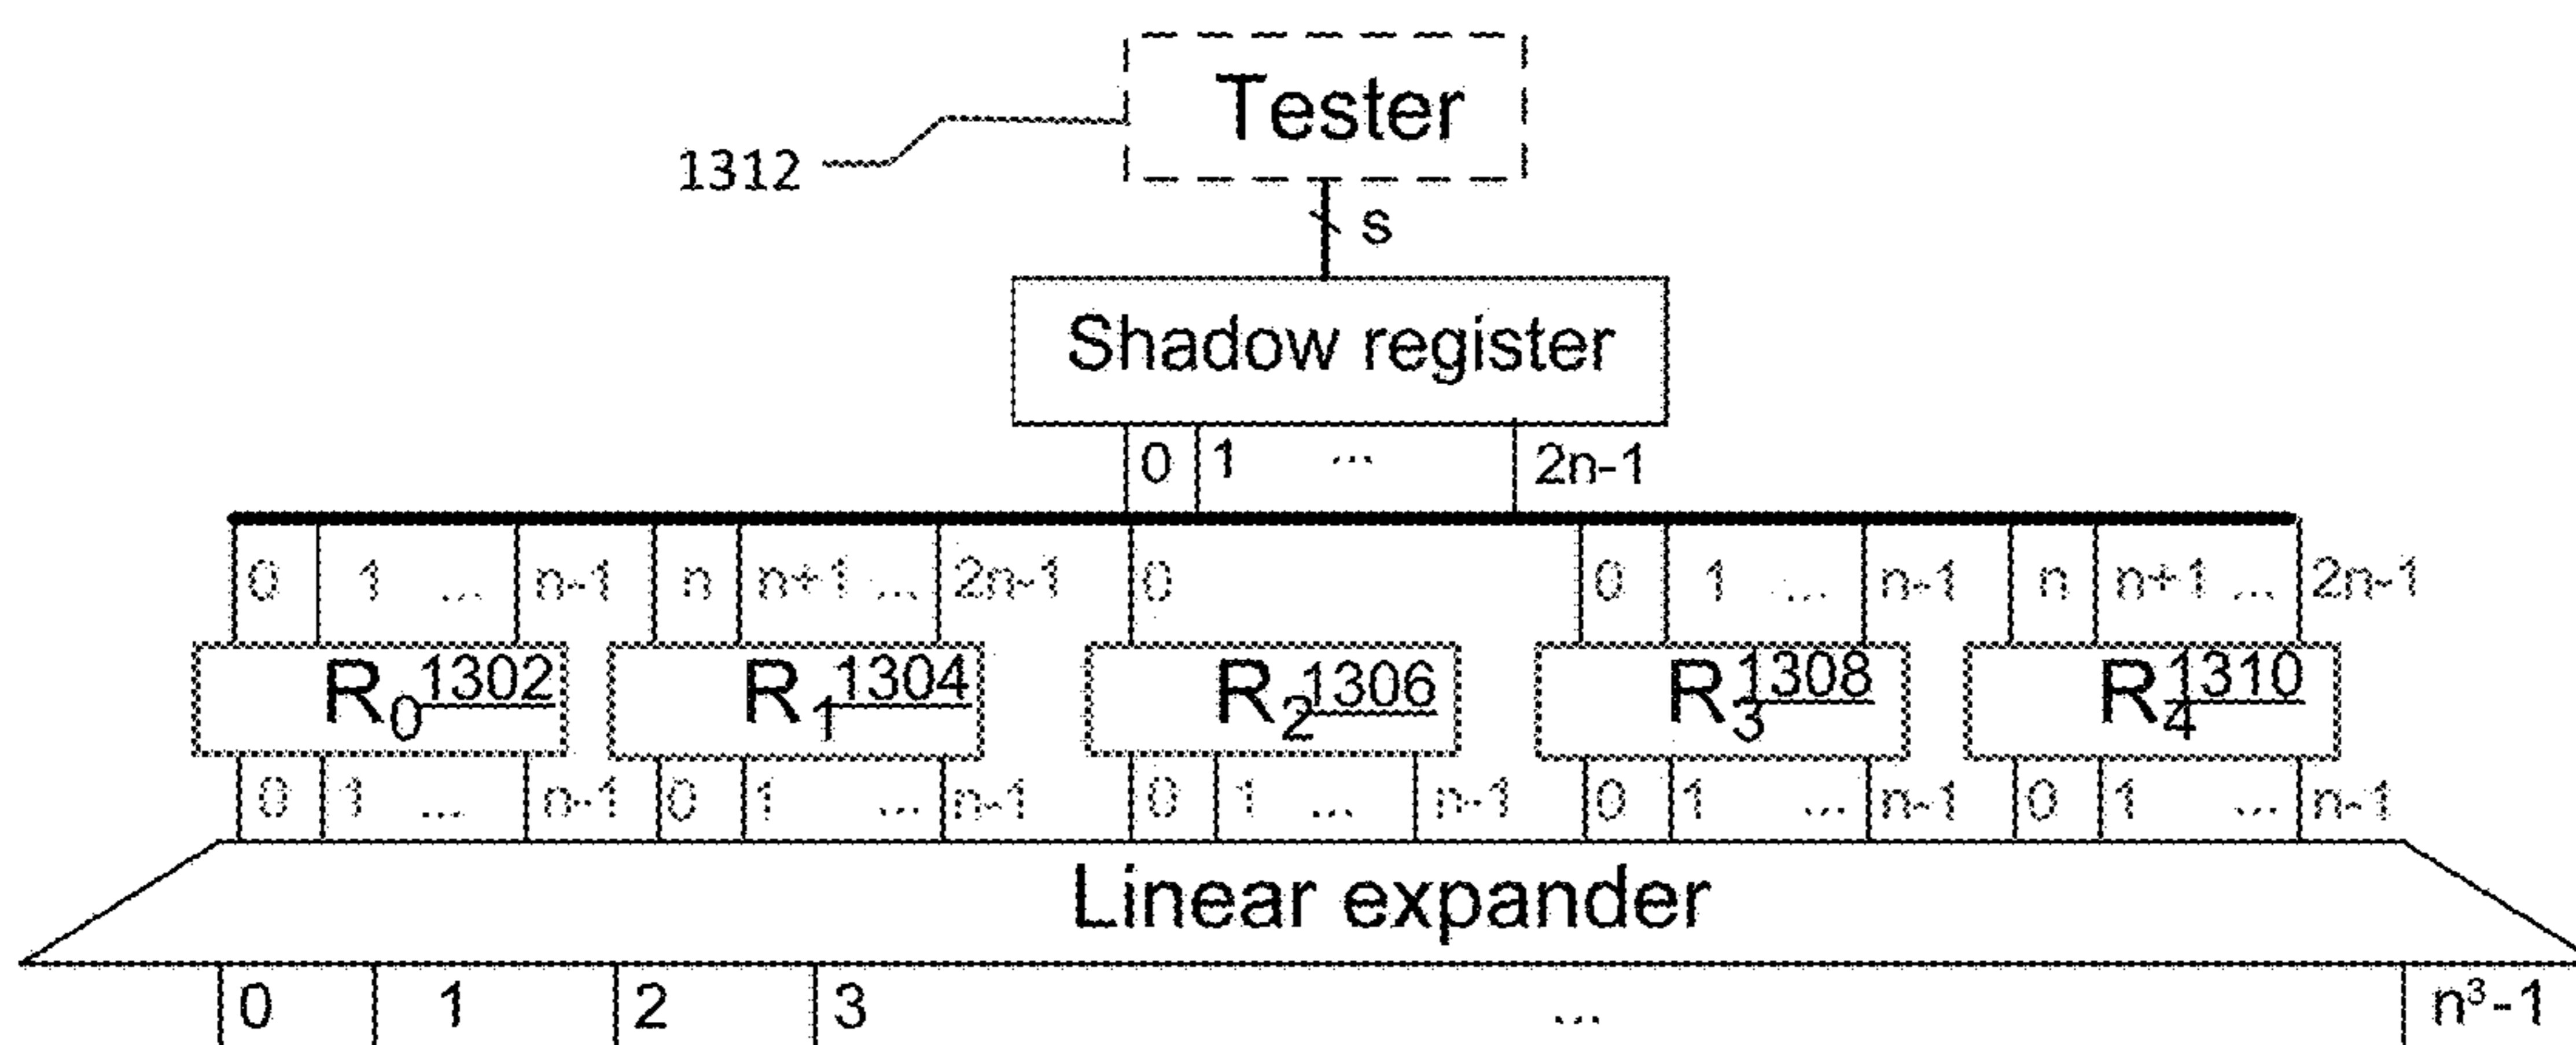 Tester
1312
s
Shadow register
0 1 ... 2n-1
0 1 ... n-1 n n+1 ... 2n-1 0 0 1 ... n-1 n n+1 ... 2n-1
R0 1302 R1 1304 R2 1306 R3 1308 R4 1310
0 1 ... n-1 0 1 ... n-1 0 1 ... n-1 0 1 ... n-1 0 1 ... n-1
Linear expander
0 1 2 3 ... n³-1